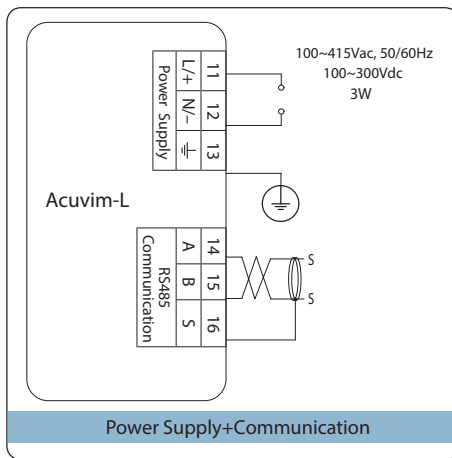 100~415Vac, 50/60Hz
100~300Vdc
3W
Power Supply
L/+ 11
N/– 12
⏚ 13
Acuvim-L
RS485
Communication
A 14
B 15
S 16
S
S
Power Supply+Communication